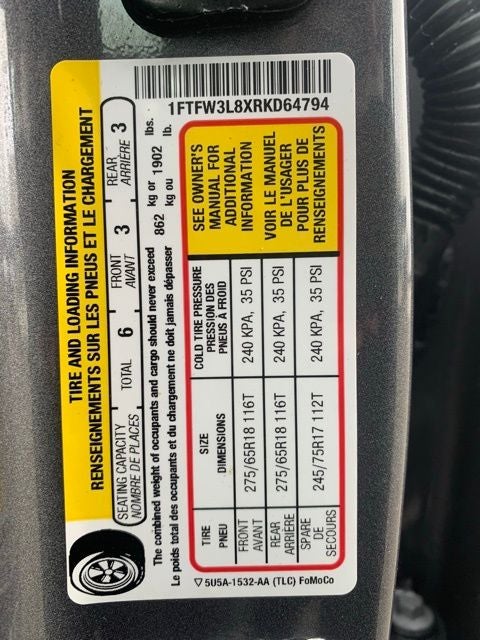 TIRE AND LOADING INFORMATION
RENSEIGNEMENTS SUR LES PNEUS ET LE CHARGEMENT
SEATING CAPACITY TOTAL 6 FRONT 3 REAR 3
NOMBRE DE PLACES AVANT ARRIÈRE
The combined weight of occupants and cargo should never exceed 862 kg or 1902 lbs.
Le poids total des occupants et du chargement ne doit jamais dépasser kg ou lb.
1FTFW3L8XRKD64794
TIRE SIZE COLD TIRE PRESSURE
PNEU DIMENSIONS PRESSION DES
PNEUS À FROID
FRONT 275/65R18 116T 240 KPA, 35 PSI
AVANT
REAR 275/65R18 116T 240 KPA, 35 PSI
ARRIÈRE
SPARE 245/75R17 112T 240 KPA, 35 PSI
DE
SECOURS
SEE OWNER'S
MANUAL FOR
ADDITIONAL
INFORMATION
VOIR LE MANUEL
DE L'USAGER
POUR PLUS DE
RENSEIGNEMENTS
▽ 5U5A-1532-AA (TLC) FoMoCo